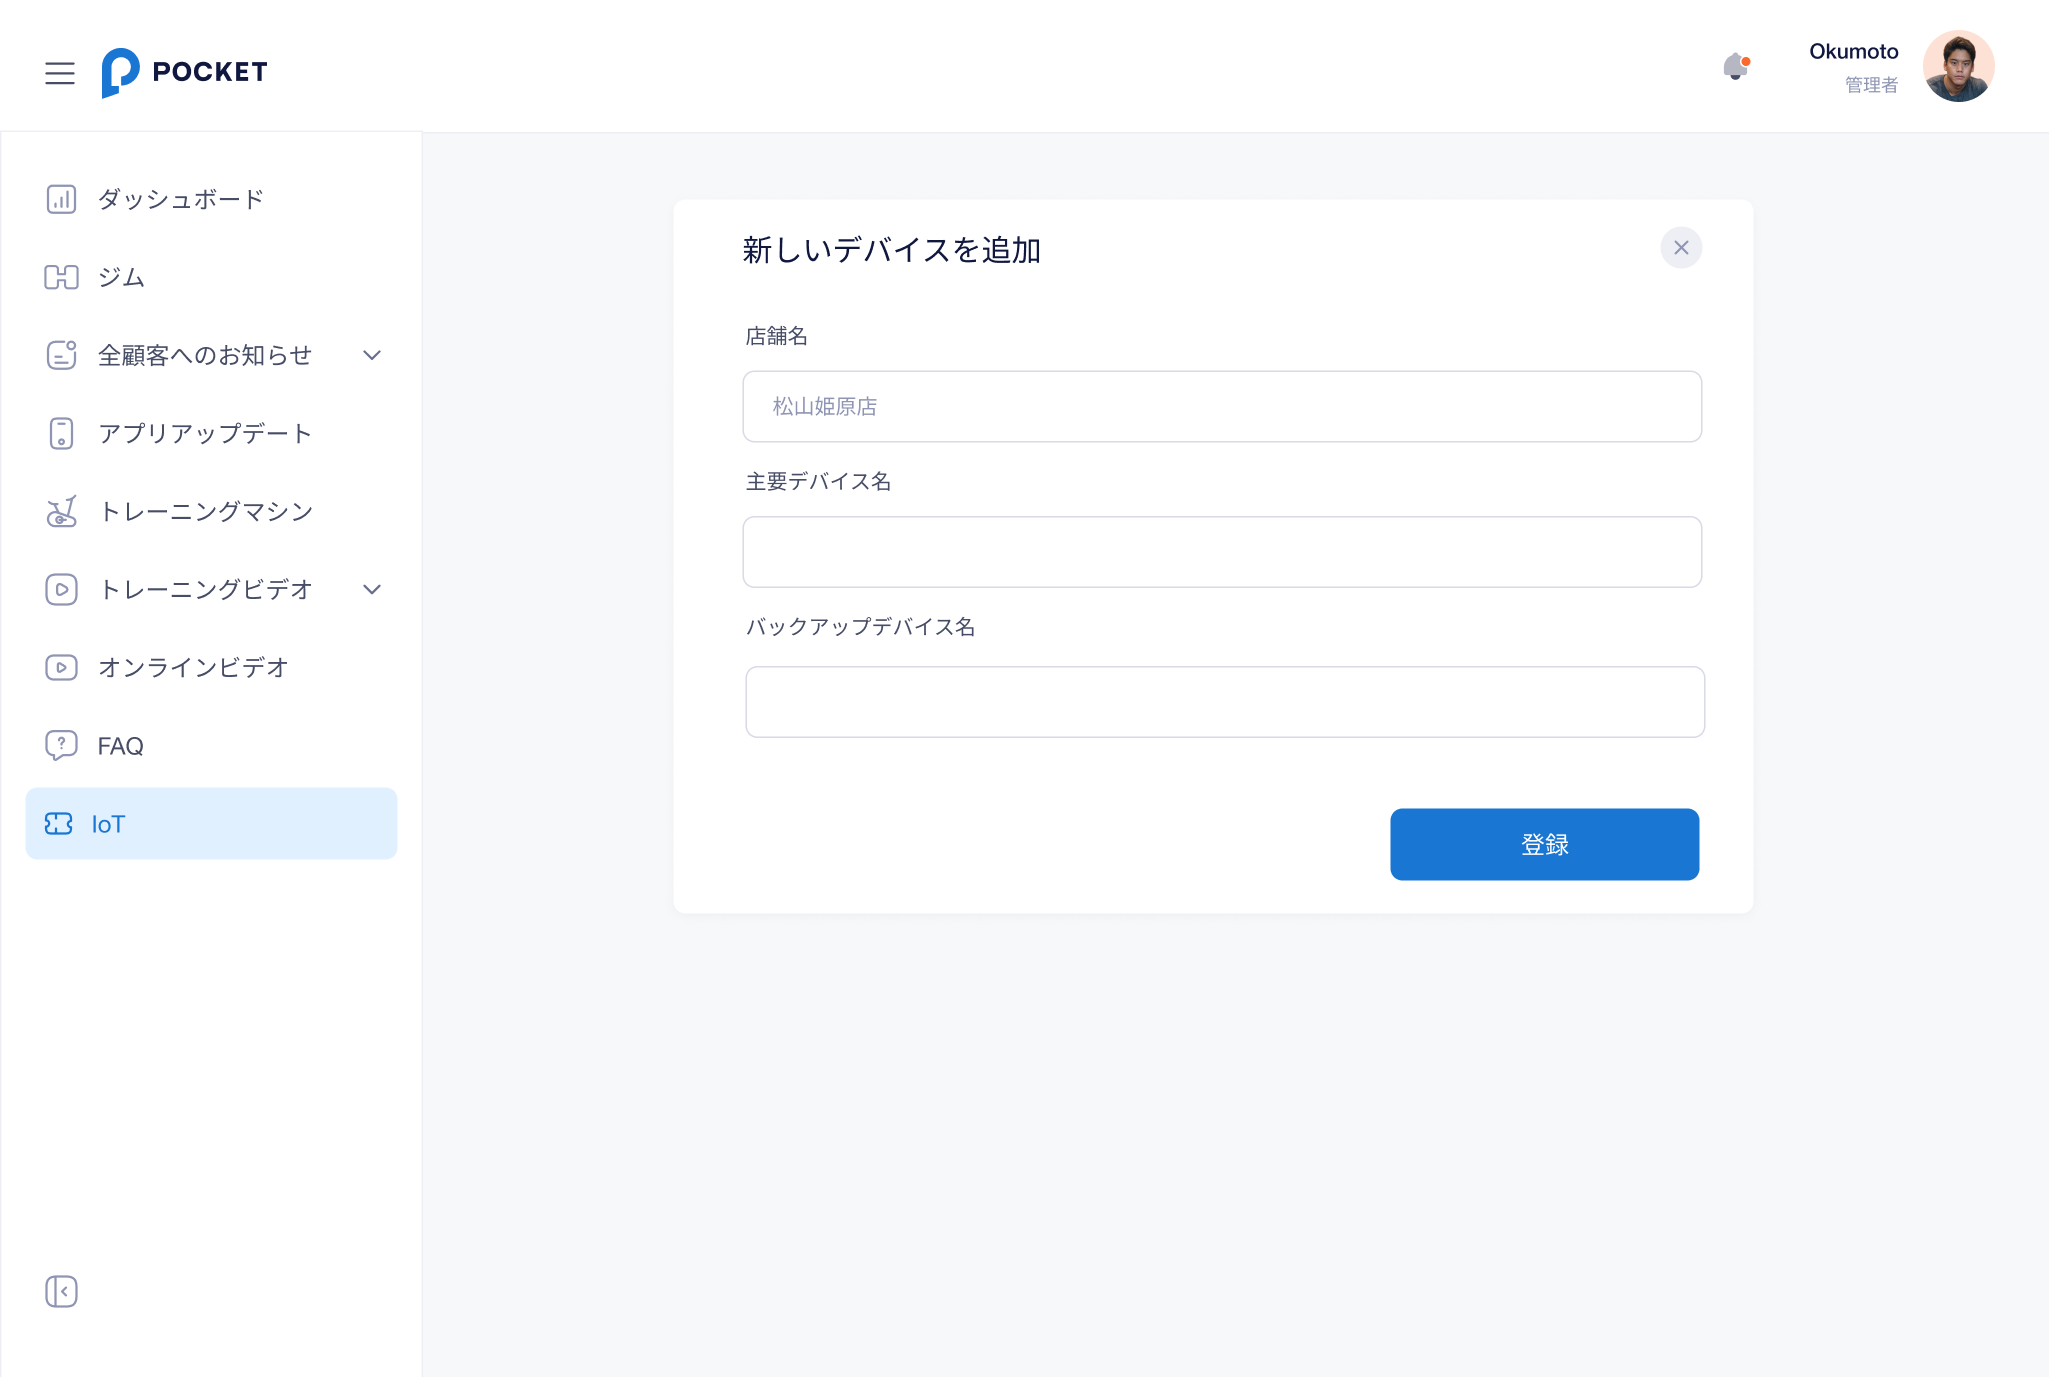 POCKET
Okumoto
管理者
ダッシュボード
ジム
全顧客へのお知らせ
アプリアップデート
トレーニングマシン
トレーニングビデオ
オンラインビデオ
FAQ
IoT
新しいデバイスを追加
店舗名
松山姫原店
主要デバイス名
バックアップデバイス名
登録